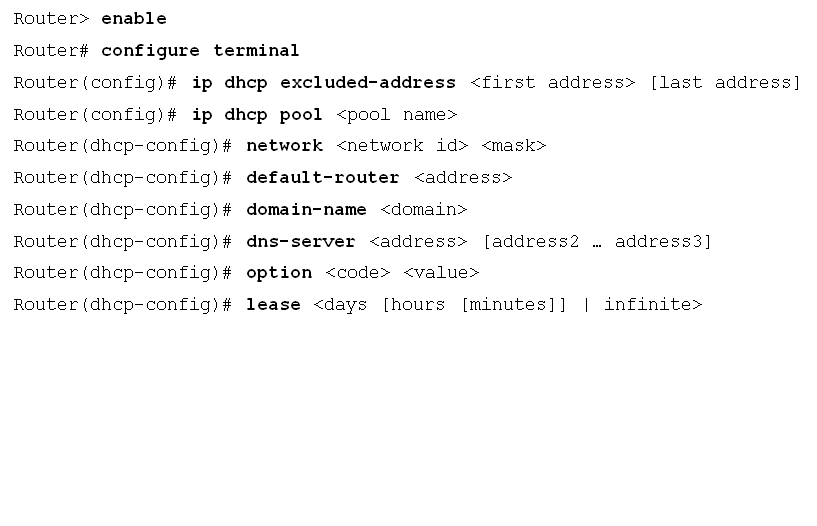 Router> enable
Router# configure terminal
Router(config)# ip dhcp excluded-address <first address> [last address]
Router(config)# ip dhcp pool <pool name>
Router(dhcp-config)# network <network id> <mask>
Router(dhcp-config)# default-router <address>
Router(dhcp-config)# domain-name <domain>
Router(dhcp-config)# dns-server <address> [address2 … address3]
Router(dhcp-config)# option <code> <value>
Router(dhcp-config)# lease <days [hours [minutes]] | infinite>